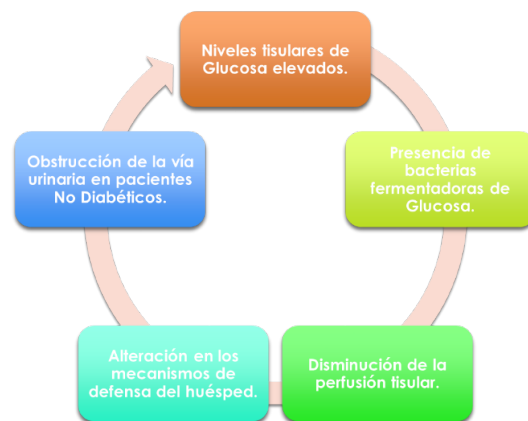 Niveles tisulares de
Glucosa elevados.
Presencia de
bacterias
fermentadoras de
Glucosa.
Disminución de la
perfusión tisular.
Alteración en los
mecanismos de
defensa del huésped.
Obstrucción de la vía
urinaria en pacientes
No Diabéticos.